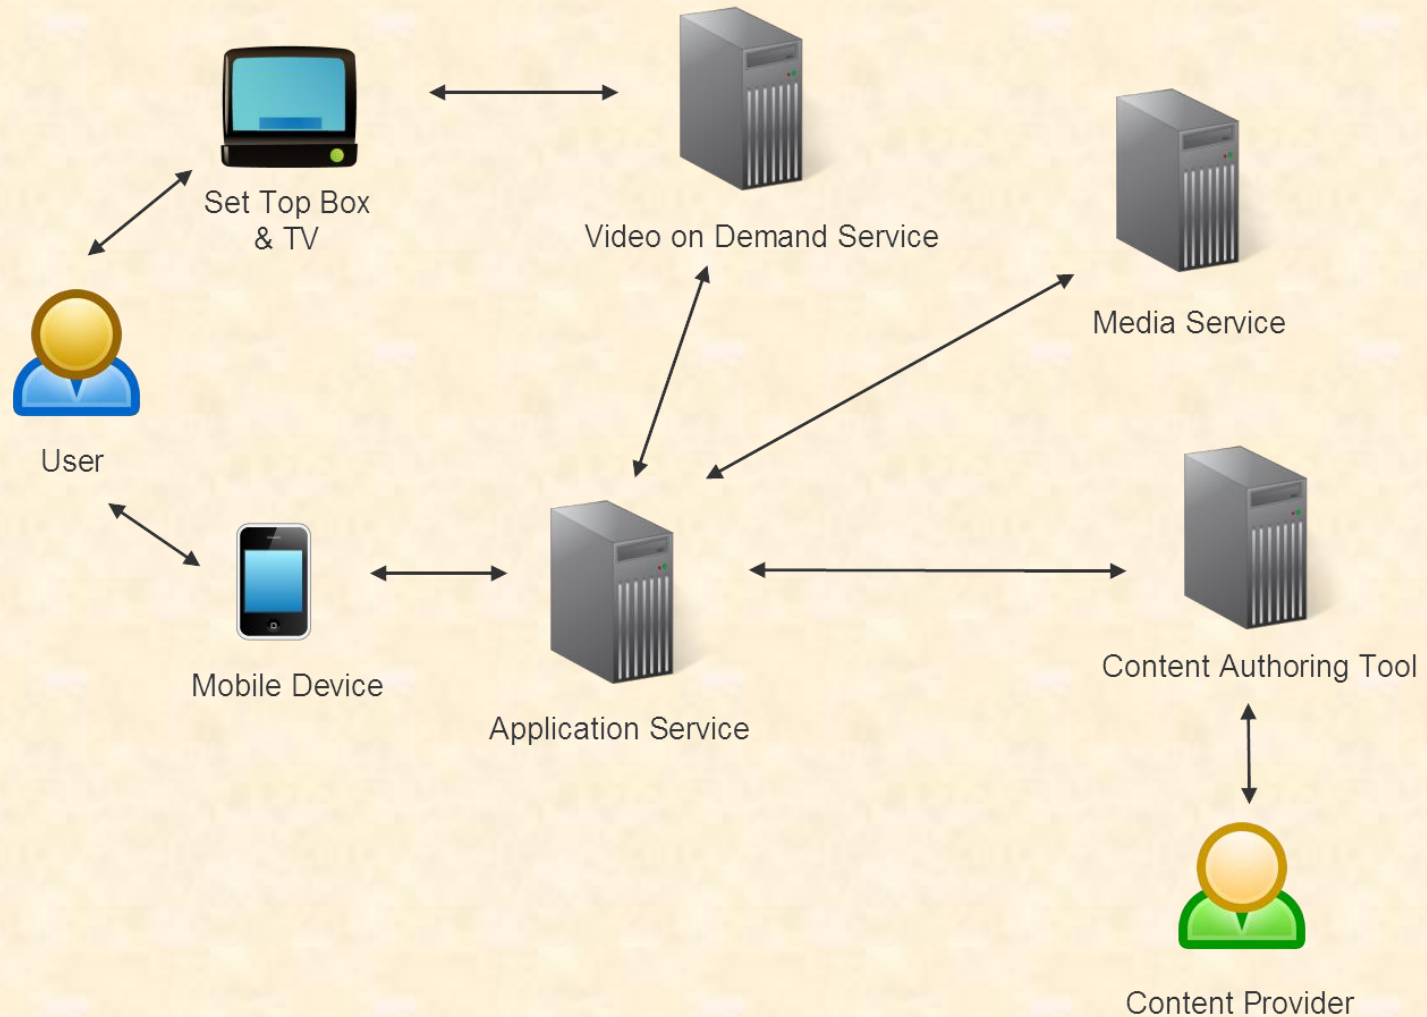 Set Top Box
& TV
Video on Demand Service
Media Service
User
Mobile Device
Application Service
Content Authoring Tool
Content Provider